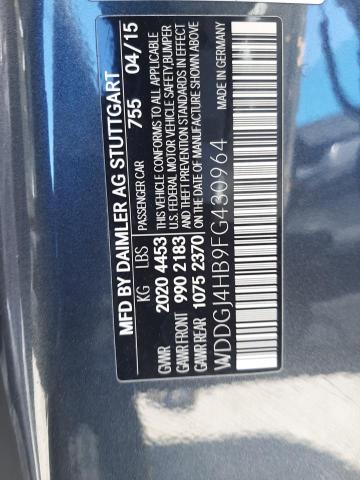 MFD BY DAIMLER AG STUTTGART
PASSENGER CAR 755 04/15
KG LBS
GWR 2020 4453
GAWR FRONT 990 2183
GAWR REAR 1075 2370
THIS VEHICLE CONFORMS TO ALL APPLICABLE
U.S. FEDERAL MOTOR VEHICLE SAFETY, BUMPER
AND THEFT PREVENTION STANDARDS IN EFFECT
ON THE DATE OF MANUFACTURE SHOWN ABOVE
MADE IN GERMANY
WDDGJ4HB9FG430964